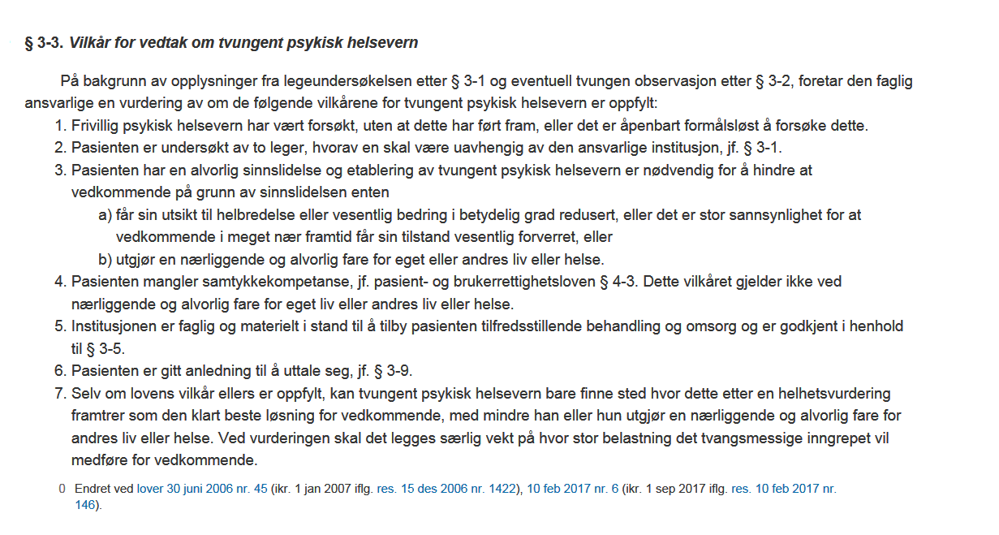 § 3-3. Vilkår for vedtak om tvungent psykisk helsevern
På bakgrunn av opplysninger fra legeundersøkelsen etter § 3-1 og eventuell tvungen observasjon etter § 3-2, foretar den faglig
ansvarlige en vurdering av om de følgende vilkårene for tvungent psykisk helsevern er oppfylt:
1. Frivillig psykisk helsevern har vært forsøkt, uten at dette har ført fram, eller det er åpenbart formålsløst å forsøke dette.
2. Pasienten er undersøkt av to leger, hvorav en skal være uavhengig av den ansvarlige institusjon, jf. § 3-1.
3. Pasienten har en alvorlig sinnslidelse og etablering av tvungent psykisk helsevern er nødvendig for å hindre at
vedkommende på grunn av sinnslidelsen enten
a) får sin utsikt til helbredelse eller vesentlig bedring i betydelig grad redusert, eller det er stor sannsynlighet for at
vedkommende i meget nær framtid får sin tilstand vesentlig forverret, eller
b) utgjør en nærliggende og alvorlig fare for eget eller andres liv eller helse.
4. Pasienten mangler samtykkekompetanse, jf. pasient- og brukerrettighetsloven § 4-3. Dette vilkåret gjelder ikke ved
nærliggende og alvorlig fare for eget liv eller andres liv eller helse.
5. Institusjonen er faglig og materielt i stand til å tilby pasienten tilfredsstillende behandling og omsorg og er godkjent i henhold
til § 3-5.
6. Pasienten er gitt anledning til å uttale seg, jf. § 3-9.
7. Selv om lovens vilkår ellers er oppfylt, kan tvungent psykisk helsevern bare finne sted hvor dette etter en helhetsvurdering
framtrer som den klart beste løsning for vedkommende, med mindre han eller hun utgjør en nærliggende og alvorlig fare for
andres liv eller helse. Ved vurderingen skal det legges særlig vekt på hvor stor belastning det tvangsmessige inngrepet vil
medføre for vedkommende.
0 Endret ved lover 30 juni 2006 nr. 45 (ikr. 1 jan 2007 iflg. res. 15 des 2006 nr. 1422), 10 feb 2017 nr. 6 (ikr. 1 sep 2017 iflg. res. 10 feb 2017 nr.
146).